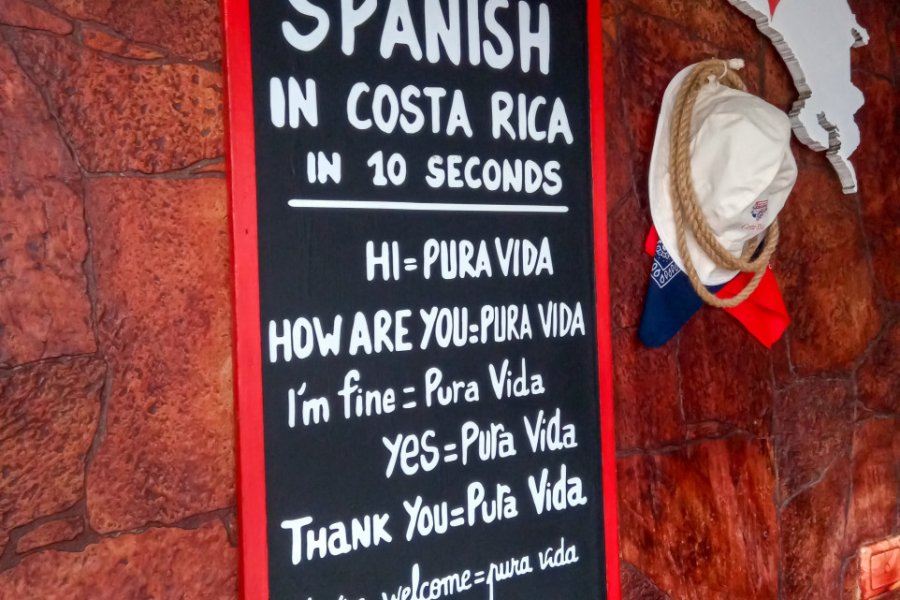 SPANISH
IN COSTA RICA
IN 10 SECONDS
HI = PURA VIDA
HOW ARE YOU = PURA VIDA
I'm fine = Pura Vida
yes = Pura Vida
THANK YOU = Pura Vida
welcome = pura vida